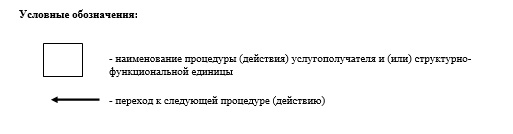 Условные обозначения:
- наименование процедуры (действия) услугополучателя и (или) структурно-
функциональной единицы
- переход к следующей процедуре (действию)